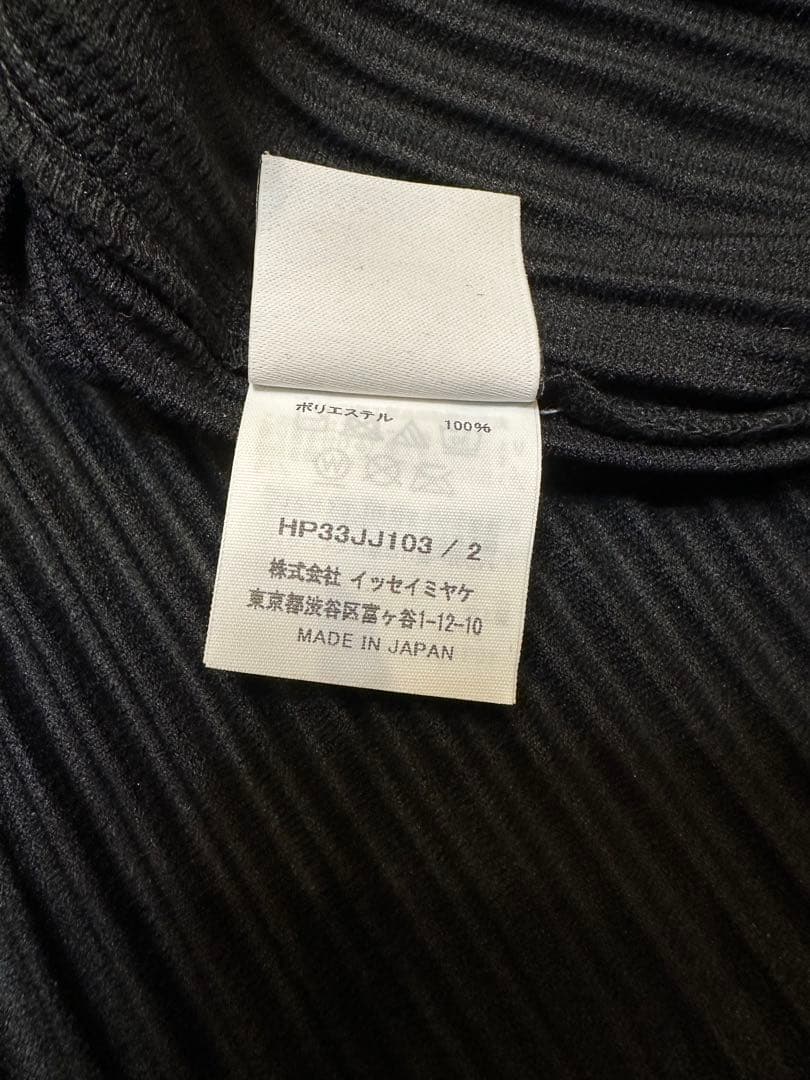 ポリエステル 100%
HP33JJ103 / 2
株式会社 イッセイミヤケ
東京都渋谷区富ヶ谷1-12-10
MADE IN JAPAN